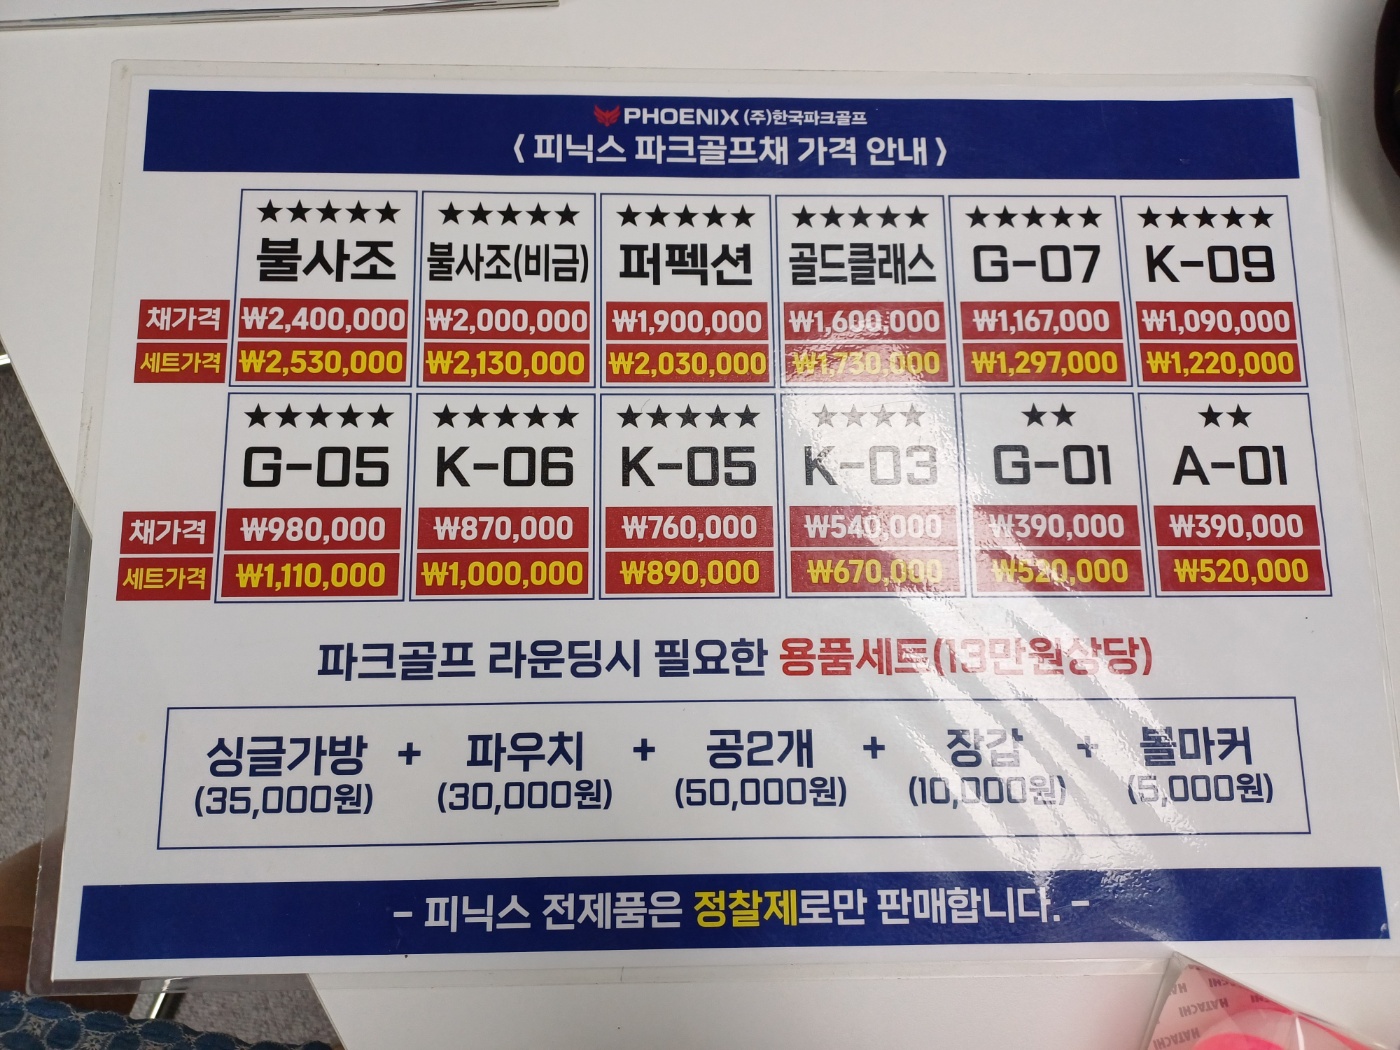 PHOENIX (주)한국파크골프
〈 피닉스 파크골프채 가격 안내 〉
★★★★★ ★★★★★ ★★★★★ ★★★★★ ★★★★★ ★★★★★
불사조 불사조(비금) 퍼펙션 골드클래스 G-07 K-09
채가격 ₩2,400,000 ₩2,000,000 ₩1,900,000 ₩1,600,000 ₩1,167,000 ₩1,090,000
세트가격 ₩2,530,000 ₩2,130,000 ₩2,030,000 ₩1,730,000 ₩1,297,000 ₩1,220,000
★★★★★ ★★★★★ ★★★★★ ★★★★ ★★ ★★
G-05 K-06 K-05 K-03 G-01 A-01
채가격 ₩980,000 ₩870,000 ₩760,000 ₩540,000 ₩390,000 ₩390,000
세트가격 ₩1,110,000 ₩1,000,000 ₩890,000 ₩670,000 ₩520,000 ₩520,000
파크골프 라운딩시 필요한 용품세트(13만원상당)
싱글가방 + 파우치 + 공2개 + 장갑 + 볼마커
(35,000원) (30,000원) (50,000원) (10,000원) (5,000원)
- 피닉스 전제품은 정찰제로만 판매합니다. -
HATACHI
HATACHI